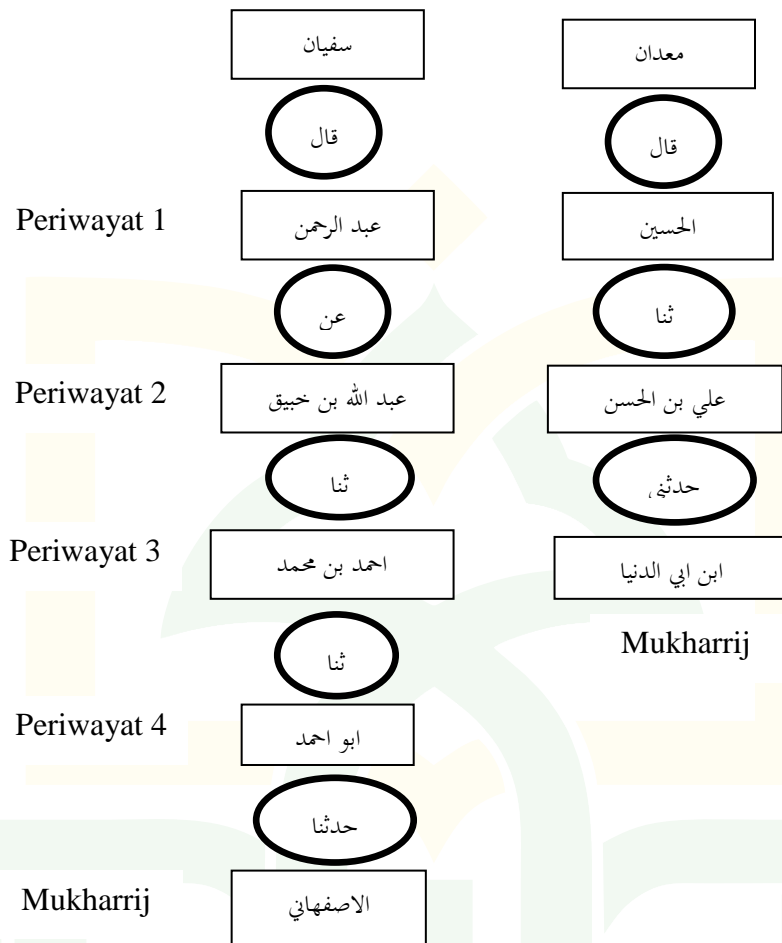 سفيان
معدان
قال
قال
Periwayat 1
عبد الرحمن
الحسين
عن
ثنا
Periwayat 2
عبد الله بن خبيق
علي بن الحسن
ثنا
حدثني
Periwayat 3
احمد بن محمد
ابن ابي الدنيا
ثنا
Mukharrij
Periwayat 4
ابو احمد
حدثنا
Mukharrij
الاصفهاني